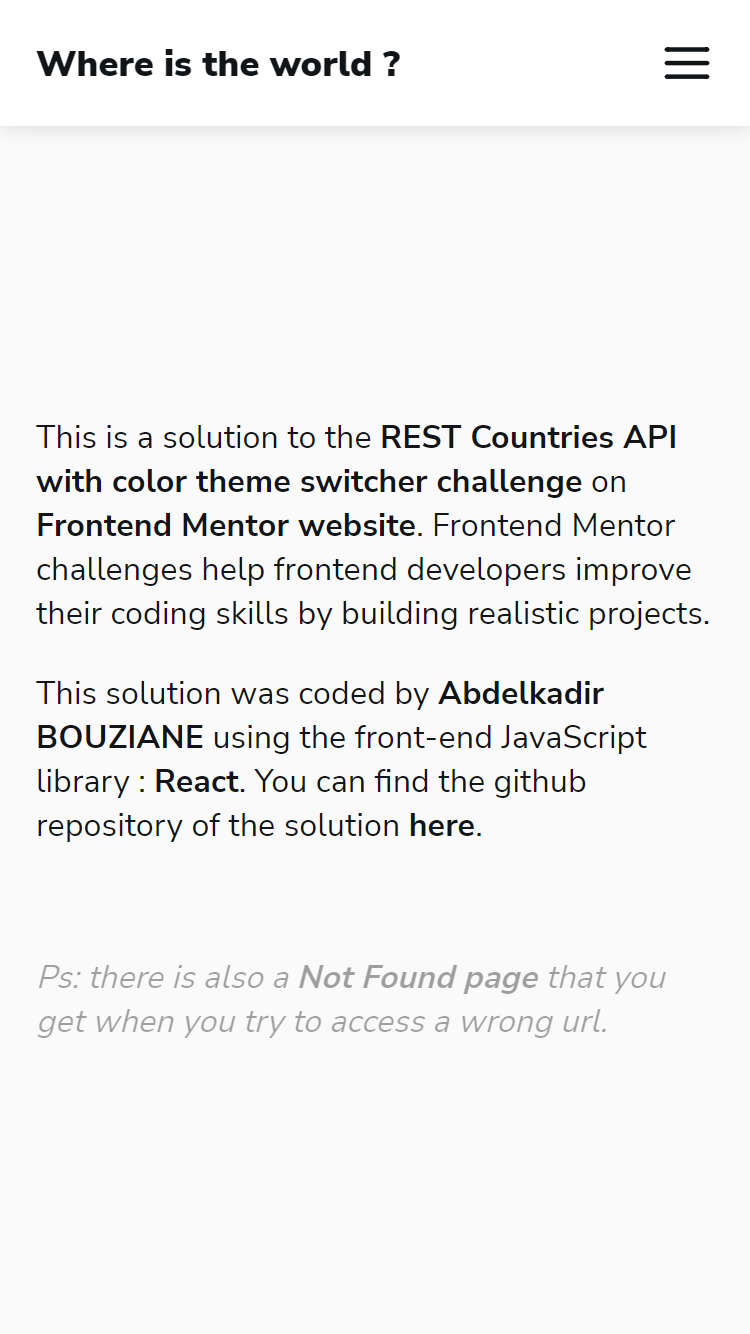 Where is the world ?
This is a solution to the REST Countries API
with color theme switcher challenge on
Frontend Mentor website. Frontend Mentor
challenges help frontend developers improve
their coding skills by building realistic projects.
This solution was coded by Abdelkadir
BOUZIANE using the front-end JavaScript
library : React. You can find the github
repository of the solution here.
Ps: there is also a Not Found page that you
get when you try to access a wrong url.